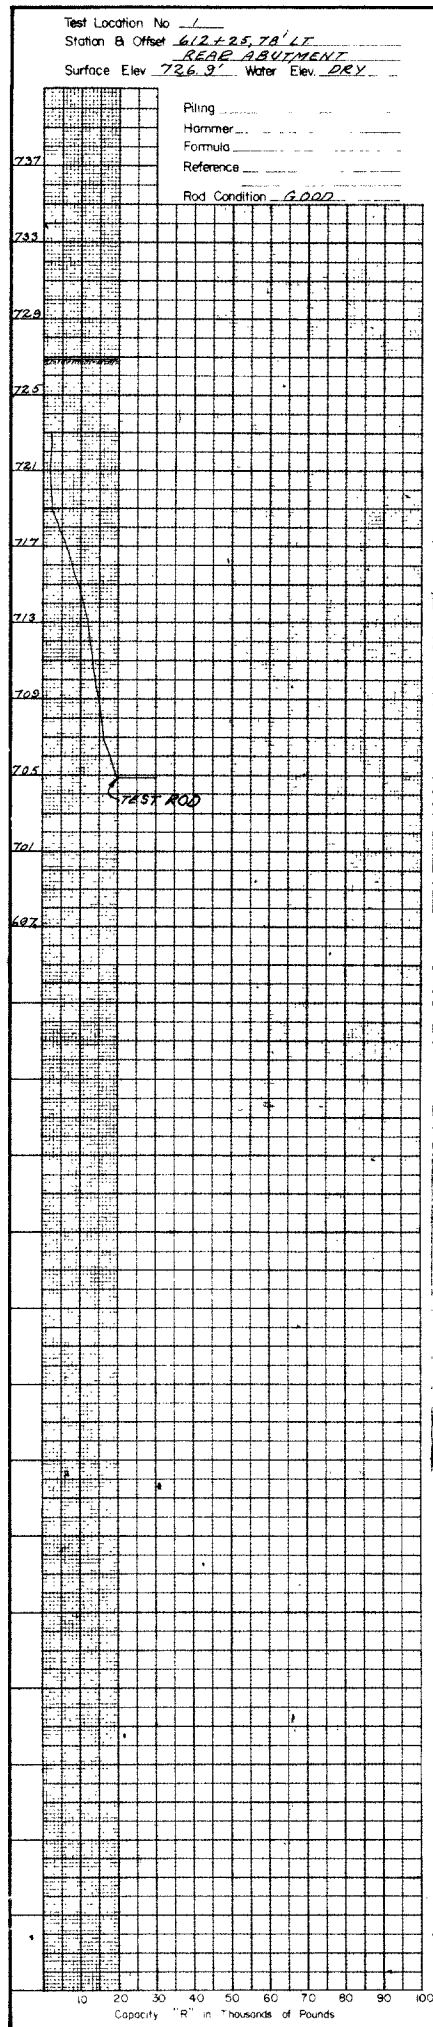 Test Location No 1
Station & Offset 612+25, 78' LT
REAR ABUTMENT
Surface Elev 726.9' Water Elev. DRY
Piling
Hammer
Formula
Reference
Rod Condition GOOD
737
733
729
725
721
717
713
709
705
TEST ROD
701
697
10 20 30 40 50 60 70 80 90 100
Capacity "R" in Thousands of Pounds